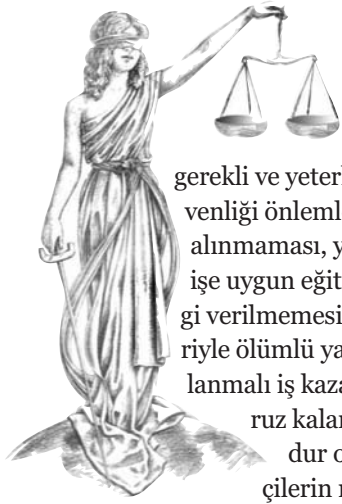 gerekli ve yeterl
venliği önleml
alınmaması, y
işe uygun eğit
gi verilmemesi
riyle ölümlü ya
lanmalı iş kaza
ruz kalan
dur o
çilerin